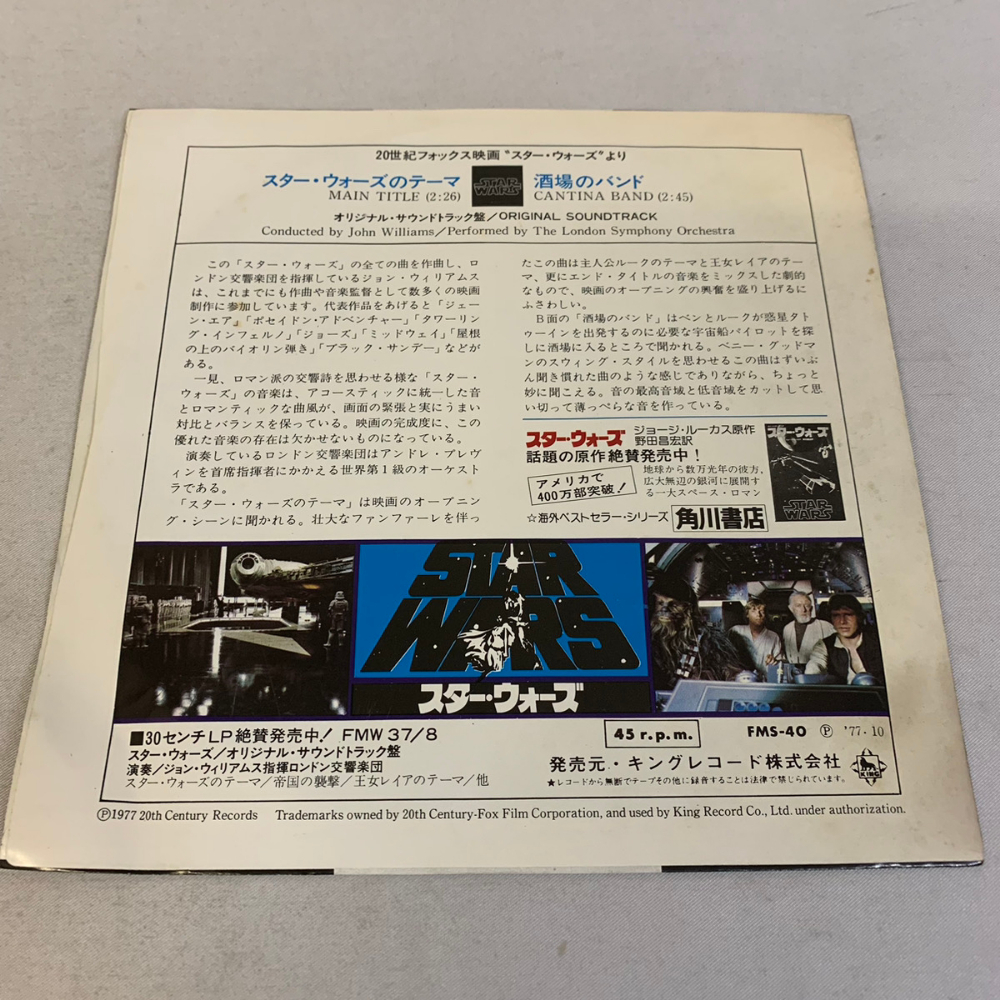 20世紀フォックス映画〝スター・ウォーズ〟より
スター・ウォーズのテーマ
MAIN TITLE (2:26)
STAR WARS
酒場のバンド
CANTINA BAND (2:45)
オリジナル・サウンドトラック盤／ORIGINAL SOUNDTRACK
Conducted by John Williams／Performed by The London Symphony Orchestra
この「スター・ウォーズ」の全ての曲を作曲し、ロ
ンドン交響楽団を指揮しているジョン・ウィリアムス
は、これまでにも作曲や音楽監督として数多くの映画
制作に参加しています。代表作品をあげると「ジェー
ン・エア」「ポセイドン・アドベンチャー」「タワーリン
グ・インフェルノ」「ジョーズ」「ミッドウェイ」「屋根
の上のバイオリン弾き」「ブラック・サンデー」などが
ある。
一見、ロマン派の交響詩を思わせる様な「スター・
ウォーズ」の音楽は、アコースティックに統一した音
とロマンティックな曲風が、画面の緊張と実にうまい
対比とバランスを保っている。映画の完成度に、この
優れた音楽の存在は欠かせないものになっている。
演奏しているロンドン交響楽団はアンドレ・プレヴ
ィンを首席指揮者にかかえる世界第1級のオーケスト
ラである。
「スター・ウォーズのテーマ」は映画のオープニン
グ・シーンに聞かれる。壮大なファンファーレを伴っ
たこの曲は主人公ルークのテーマと王女レイアのテー
マ、更にエンド・タイトルの音楽をミックスした劇的
なもので、映画のオープニングの興奮を盛り上げるに
ふさわしい。
B面の「酒場のバンド」はベンとルークが惑星タト
ゥーインを出発するのに必要な宇宙船パイロットを探
しに酒場に入るところで聞かれる。ベニー・グッドマ
ンのスウィング・スタイルを思わせるこの曲はずいぶ
ん聞き慣れた曲のような感じでありながら、ちょっと
妙に聞こえる。音の最高音域と低音域をカットして思
い切って薄っぺらな音を作っている。
スター・ウォーズ
ジョージ・ルーカス原作
野田昌宏訳
話題の原作絶賛発売中！
アメリカで
400万部突破！
地球から数万光年の彼方、
広大無辺の銀河に展開す
る一大スペース・ロマン
☆海外ベストセラー・シリーズ 角川書店
スター・ウォーズ
STAR WARS
STAR
WARS
スター・ウォーズ
■30センチLP絶賛発売中！ FMW 37/8
スター・ウォーズ／オリジナル・サウンドトラック盤
演奏／ジョン・ウィリアムス指揮ロンドン交響楽団
スター・ウォーズのテーマ／帝国の襲撃／王女レイアのテーマ／他
45 r.p.m.
FMS-40 Ⓟ '77・10
発売元・キングレコード株式会社
KING
★レコードから無断でテープその他に録音することは法律で禁じられています。
Ⓟ1977 20th Century Records Trademarks owned by 20th Century-Fox Film Corporation, and used by King Record Co., Ltd. under authorization.